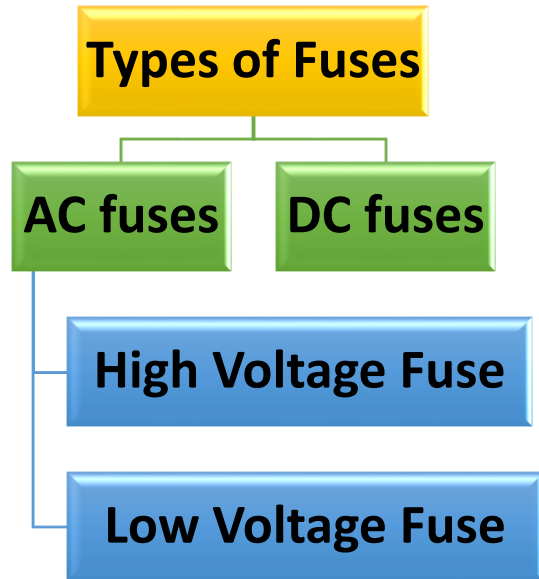 Types of Fuses
AC fuses
DC fuses
High Voltage Fuse
Low Voltage Fuse